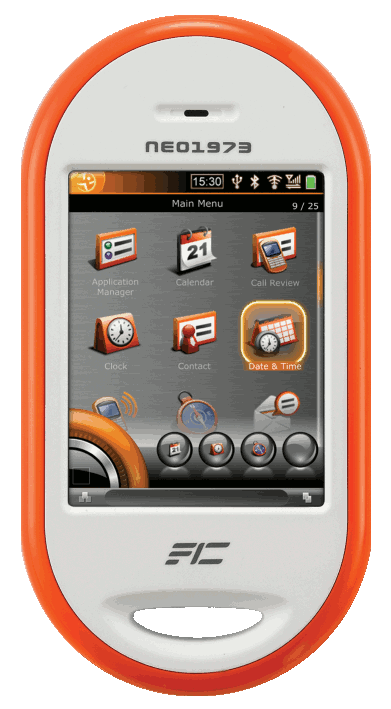 NEO1973
15:30
Main Menu
9 / 25
21
Application
Manager
Calendar
Call Review
Clock
Contact
Date & Time
21
FIC